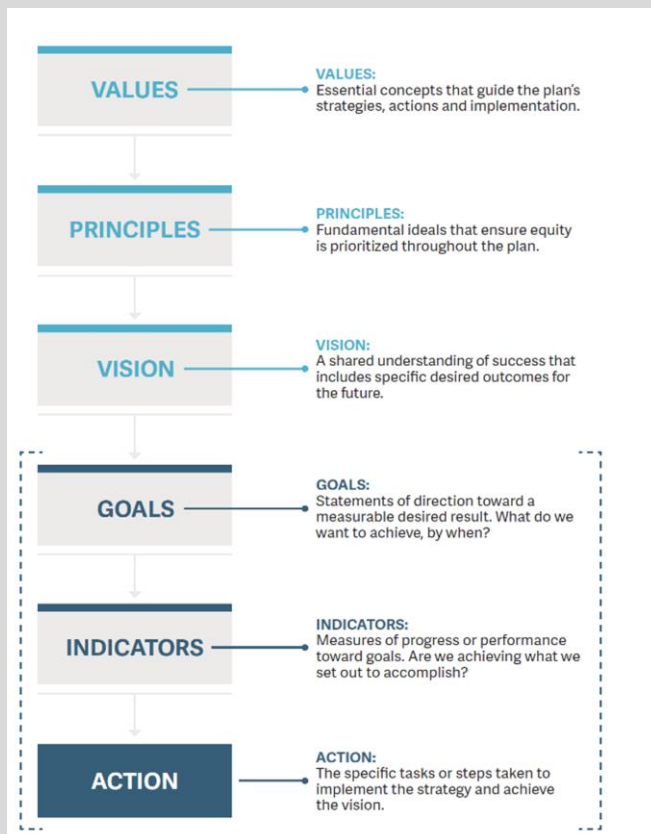 VALUES
VALUES:
Essential concepts that guide the plan's
strategies, actions and implementation.
PRINCIPLES
PRINCIPLES:
Fundamental ideals that ensure equity
is prioritized throughout the plan.
VISION
VISION:
A shared understanding of success that
includes specific desired outcomes for
the future.
GOALS
GOALS:
Statements of direction toward a
measurable desired result. What do we
want to achieve, by when?
INDICATORS
INDICATORS:
Measures of progress or performance
toward goals. Are we achieving what we
set out to accomplish?
ACTION
ACTION:
The specific tasks or steps taken to
implement the strategy and achieve
the vision.